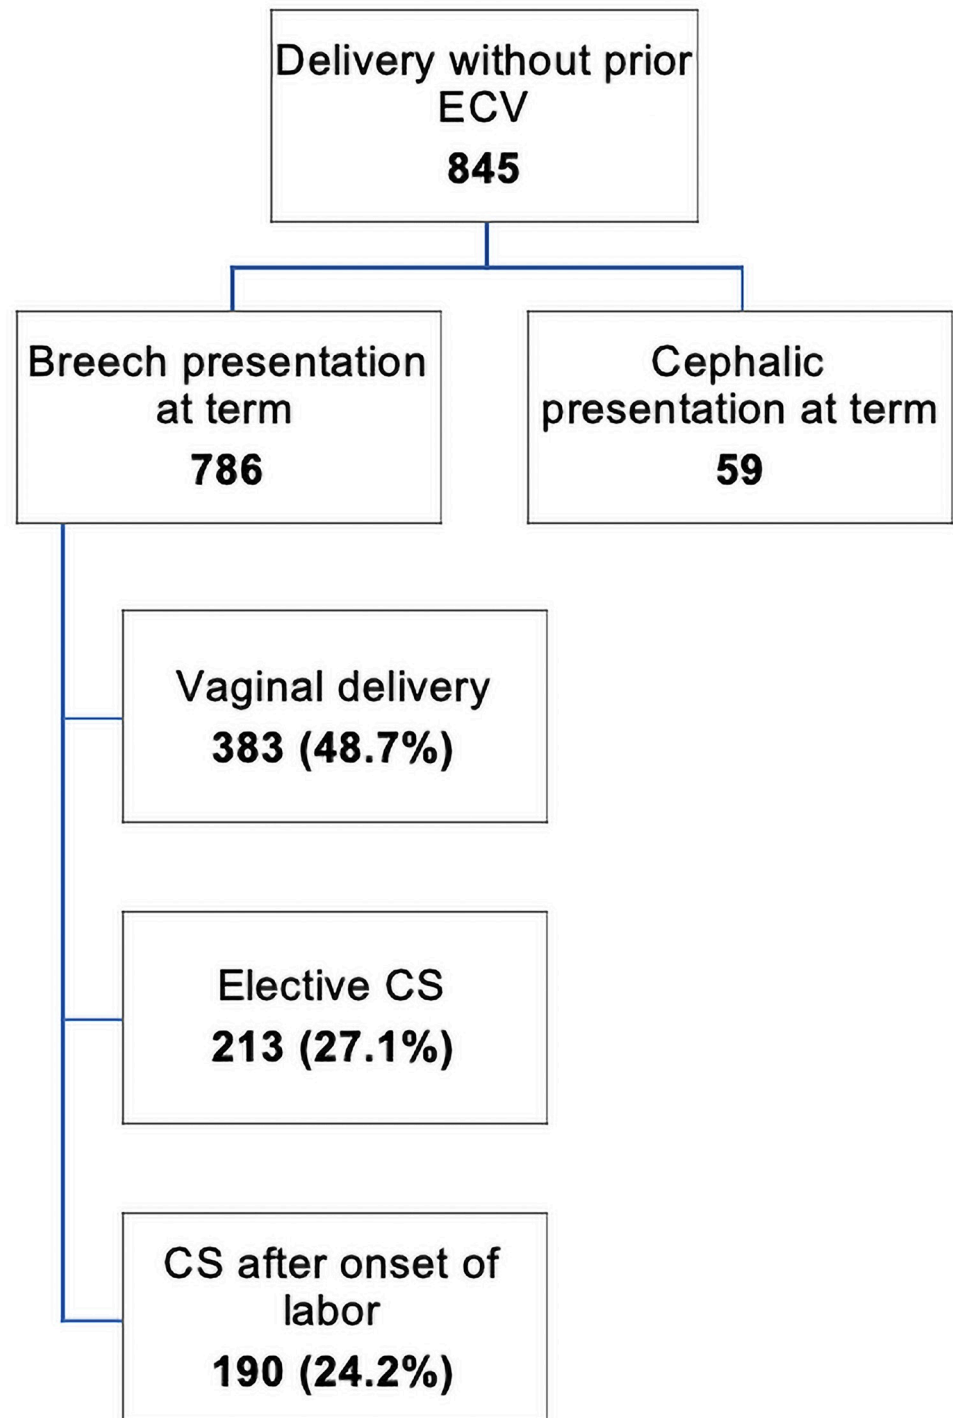 Delivery without prior
ECV
845
Breech presentation
at term
786
Cephalic
presentation at term
59
Vaginal delivery
383 (48.7%)
Elective CS
213 (27.1%)
CS after onset of
labor
190 (24.2%)